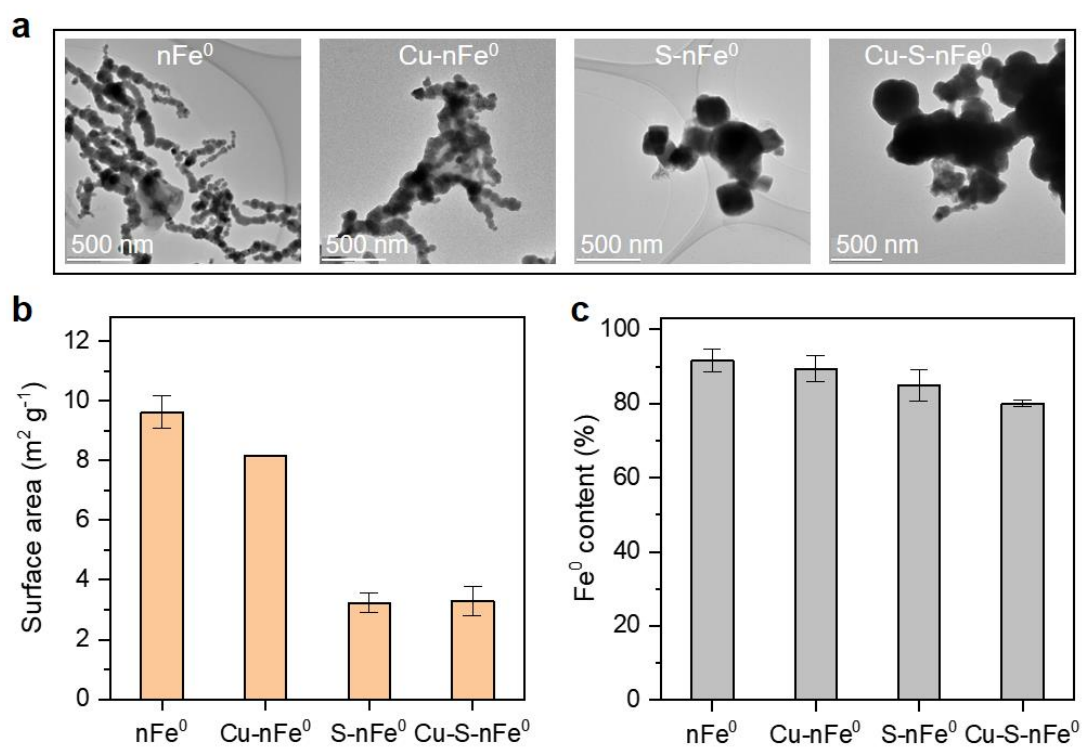 a
nFe⁰ Cu-nFe⁰ S-nFe⁰ Cu-S-nFe⁰
500 nm 500 nm 500 nm 500 nm
b
Surface area (m² g⁻¹)
12
10
8
6
4
2
0
nFe⁰ Cu-nFe⁰ S-nFe⁰ Cu-S-nFe⁰
c
Fe⁰ content (%)
100
80
60
40
20
0
nFe⁰ Cu-nFe⁰ S-nFe⁰ Cu-S-nFe⁰